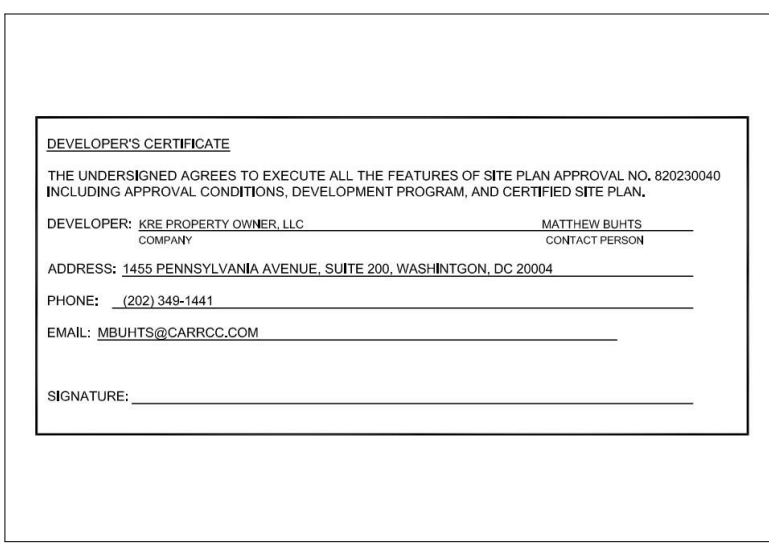 DEVELOPER'S CERTIFICATE
THE UNDERSIGNED AGREES TO EXECUTE ALL THE FEATURES OF SITE PLAN APPROVAL NO. 820230040
INCLUDING APPROVAL CONDITIONS, DEVELOPMENT PROGRAM, AND CERTIFIED SITE PLAN.
DEVELOPER: KRE PROPERTY OWNER, LLC MATTHEW BUHTS
COMPANY CONTACT PERSON
ADDRESS: 1455 PENNSYLVANIA AVENUE, SUITE 200, WASHINTGON, DC 20004
PHONE: (202) 349-1441
EMAIL: MBUHTS@CARRCC.COM
SIGNATURE: